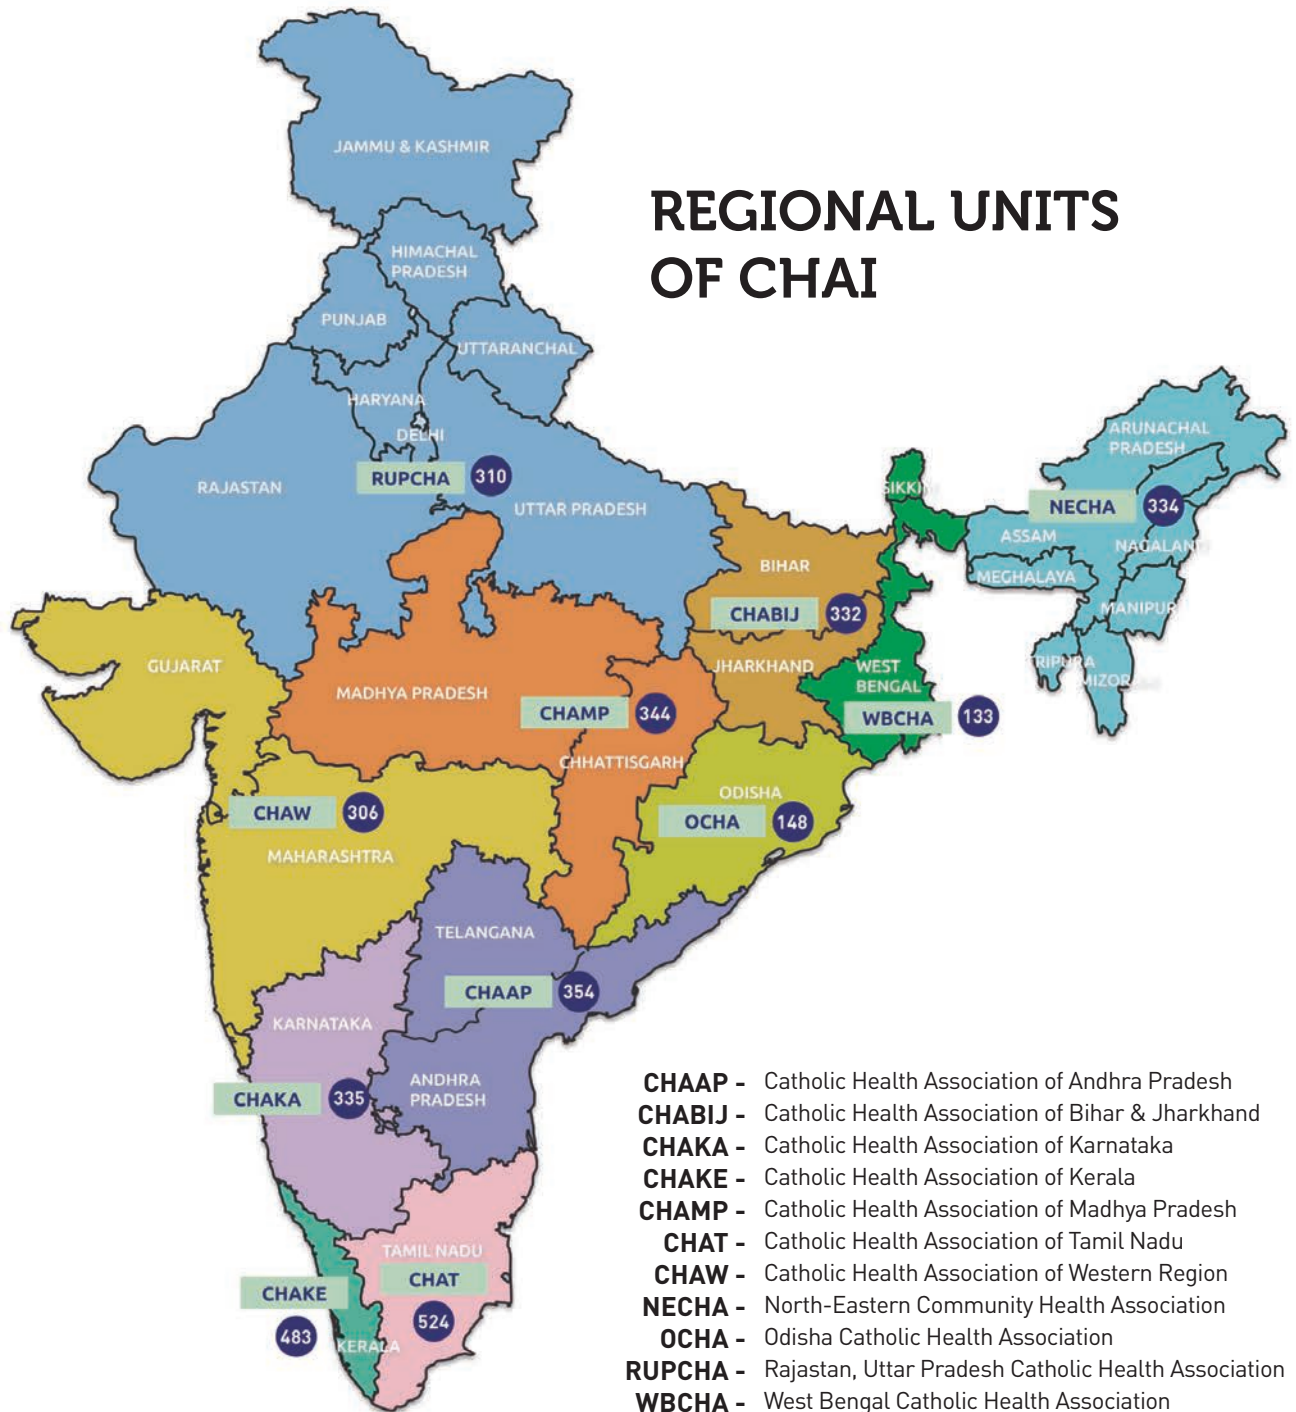 JAMMU & KASHMIR
REGIONAL UNITS
OF CHAI
HIMACHAL
PRADESH
PUNJAB
UTTARANCHAL
HARYANA
DELHI
RAJASTAN
RUPCHA 310
UTTAR PRADESH
SIKKI
ARUNACHAL
PRADESH
NECHA 334
ASSAM
NAGALAN
MEGHALAYA
MANIPUR
TRIPURA
MIZOR
BIHAR
CHABIJ 332
JHARKHAND
WEST
BENGAL
WBCHA 133
GUJARAT
MADHYA PRADESH
CHAMP 344
CHHATTISGARH
ODISHA
OCHA 148
CHAW 306
MAHARASHTRA
TELANGANA
CHAAP 354
KARNATAKA
CHAKA 335
ANDHRA
PRADESH
TAMIL NADU
CHAT
524
CHAKE
483
KERALA
CHAAP - Catholic Health Association of Andhra Pradesh
CHABIJ - Catholic Health Association of Bihar & Jharkhand
CHAKA - Catholic Health Association of Karnataka
CHAKE - Catholic Health Association of Kerala
CHAMP - Catholic Health Association of Madhya Pradesh
CHAT - Catholic Health Association of Tamil Nadu
CHAW - Catholic Health Association of Western Region
NECHA - North-Eastern Community Health Association
OCHA - Odisha Catholic Health Association
RUPCHA - Rajastan, Uttar Pradesh Catholic Health Association
WBCHA - West Bengal Catholic Health Association